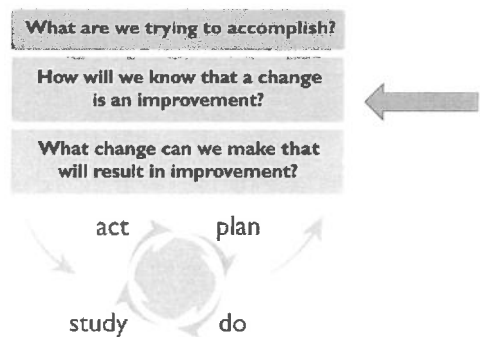 What are we trying to accomplish?
How will we know that a change
is an improvement?
What change can we make that
will result in improvement?
act plan
study do